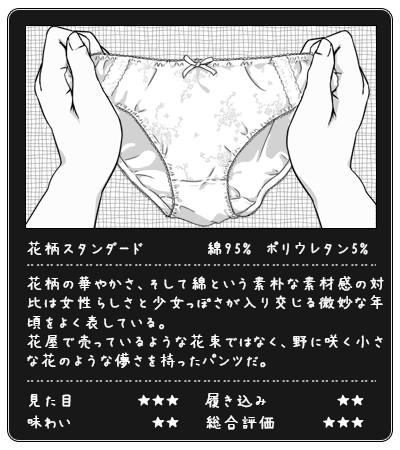 花柄スタンダード 綿95% ポリウレタン5%
花柄の華やかさ、そして綿という素朴な素材感の対
比は女性らしさと少女っぽさが入り交じる微妙な年
頃をよく表している。
花屋で売っているような花束ではなく、野に咲く小さ
な花のような儚さを持ったパンツだ。
見た目 ★★★ 履き込み ★★
味わい ★★ 総合評価 ★★★